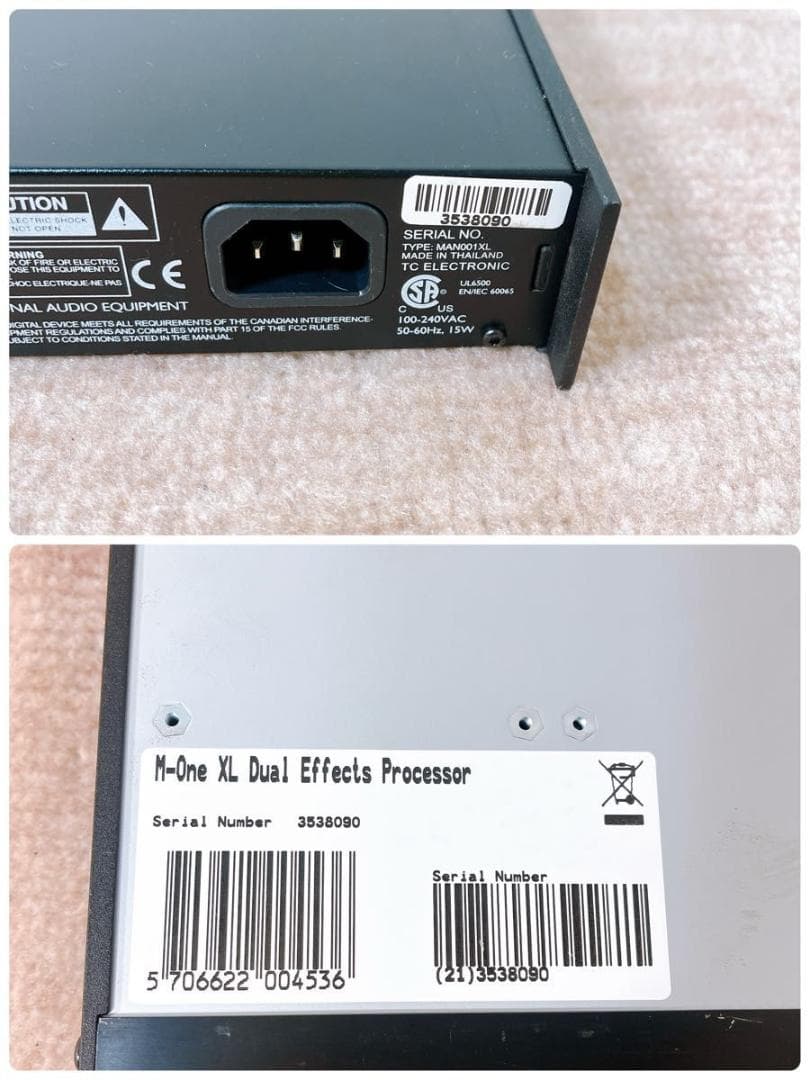 UTION
ELECTRIC SHOCK
NOT OPEN
RNING
K OF FIRE OR ELECTRIC
OSE THIS EQUIPMENT TO
CHOC ELECTRIQUE-NE PAS
CE
NAL AUDIO EQUIPMENT
DIGITAL DEVICE MEETS ALL REQUIREMENTS OF THE CANADIAN INTERFERENCE-
PMENT REGULATIONS AND COMPLIES WITH PART 15 OF THE FCC RULES.
UBJECT TO CONDITIONS STATED IN THE MANUAL.
3538090
SERIAL NO.
TYPE: MAN001XL
MADE IN THAILAND
TC ELECTRONIC
UL6500
EN/IEC 60065
C US
100-240VAC
50-60Hz, 15W
M-One XL Dual Effects Processor
Serial Number 3538090
5 706622 004536
Serial Number
(21)3538090